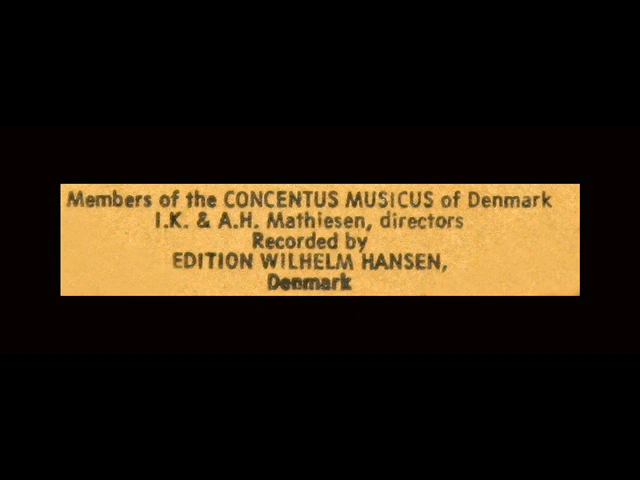 Members of the CONCENTUS MUSICUS of Denmark
I.K. & A.H. Mathiesen, directors
Recorded by
EDITION WILHELM HANSEN,
Denmark